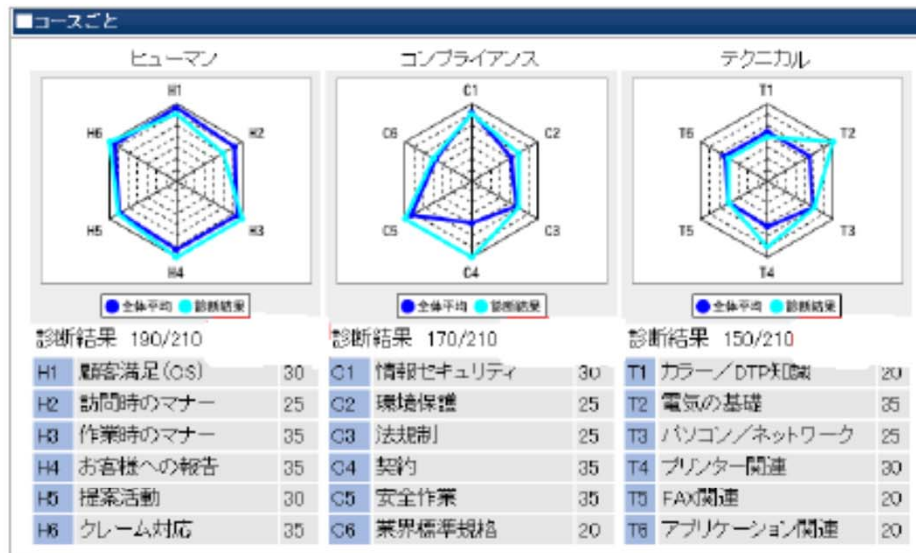 ■コースごと
ヒューマン
コンプライアンス
テクニカル
H1
H2
H3
H4
H5
H6
C1
C2
C3
C4
C5
C6
T1
T2
T3
T4
T5
T6
全体平均 診断結果
全体平均 診断結果
全体平均 診断結果
診断結果 190/210
H1 顧客満足(CS) 30
H2 訪問時のマナー 25
H3 作業時のマナー 35
H4 お客様への報告 35
H5 提案活動 30
H6 クレーム対応 35
診断結果 170/210
C1 情報セキュリティ 30
C2 環境保護 25
C3 法規制 25
C4 契約 35
C5 安全作業 35
C6 業界標準規格 20
診断結果 150/210
T1 カラー/DTP知識 20
T2 電気の基礎 35
T3 パソコン/ネットワーク 25
T4 プリンター関連 30
T5 FAX関連 20
T6 アプリケーション関連 20